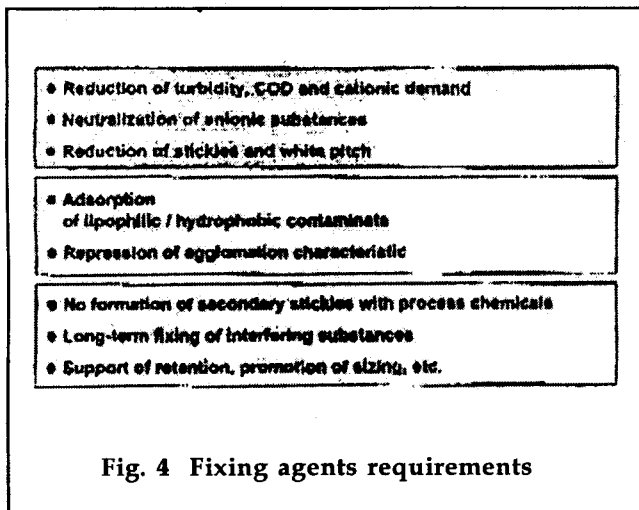 • Reduction of turbidity, COD and cationic demand
• Neutralization of anionic substances
• Reduction of stickies and white pitch
• Adsorption
of lipophilic / hydrophobic contaminats
• Repression of agglomation characteristic
• No formation of secondary stickies with process chemicals
• Long-term fixing of interfering substances
• Support of retention, promotion of sizing, etc.
Fig. 4 Fixing agents requirements